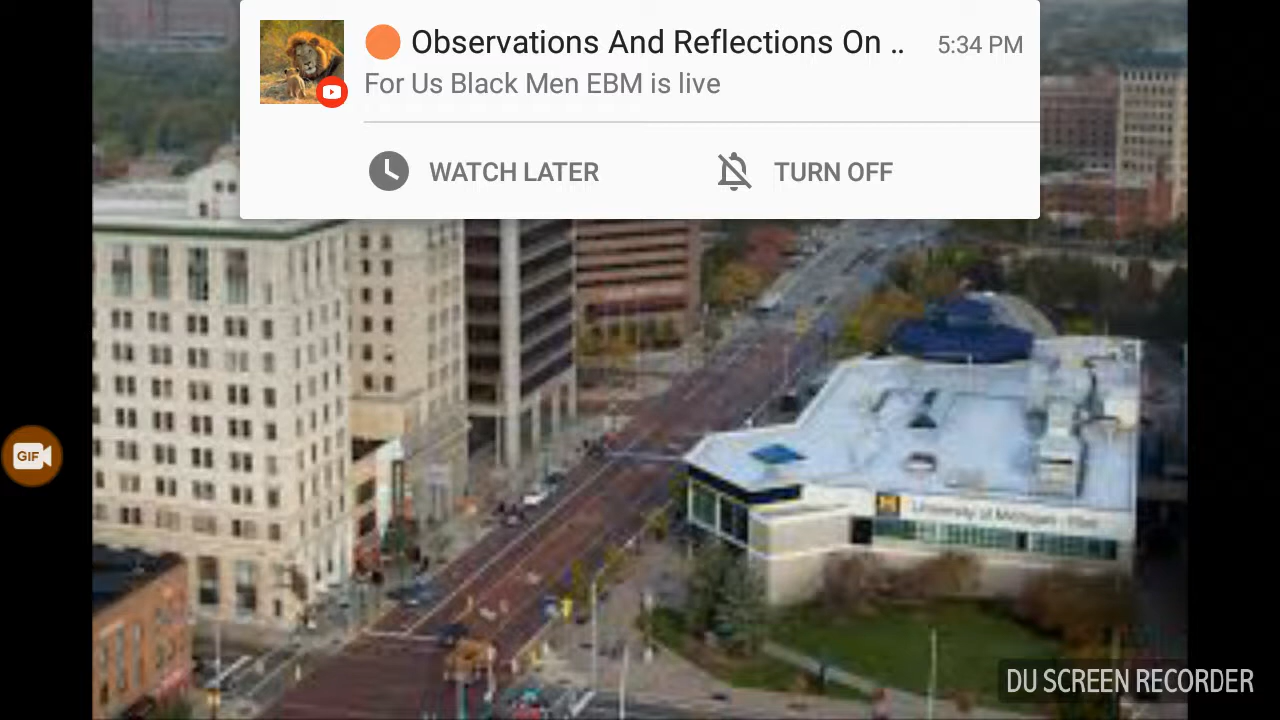 Observations And Reflections On ..
5:34 PM
For Us Black Men EBM is live
WATCH LATER
TURN OFF
GIF
University of Michigan - Flint
DU SCREEN RECORDER